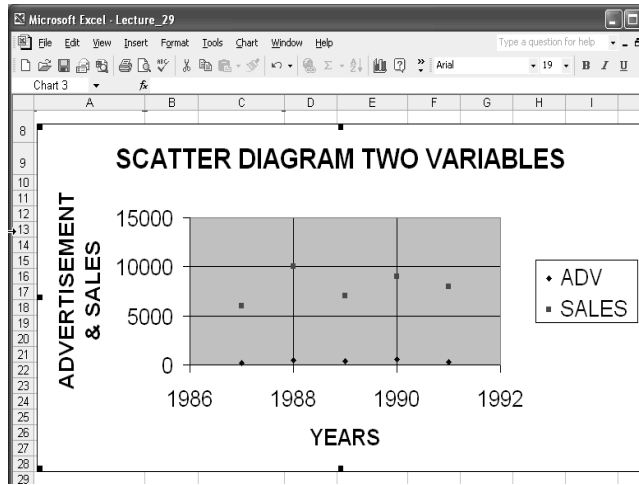 Microsoft Excel - Lecture_29
File Edit View Insert Format Tools Chart Window Help
Type a question for help
Arial 19 B I U
Chart 3 fx
A B C D E F G H I
8
9
10
11
12
13
14
15
16
17
18
19
20
21
22
23
24
25
26
27
28
29
SCATTER DIAGRAM TWO VARIABLES
ADVERTISEMENT
& SALES
15000
10000
5000
0
1986 1988 1990 1992
YEARS
ADV
SALES